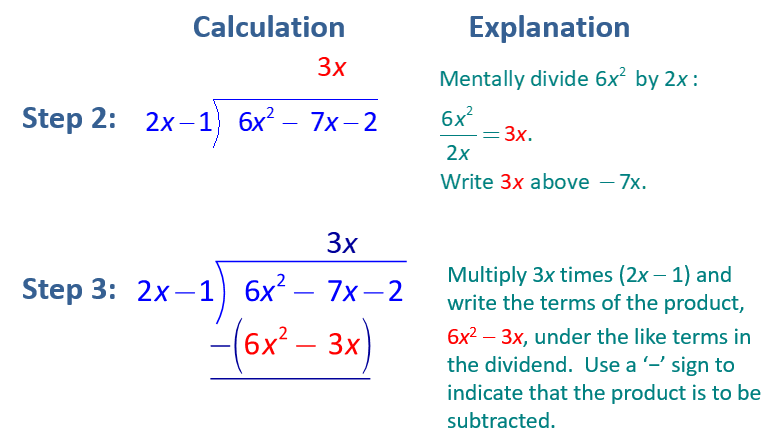 Calculation Explanation
3x
Mentally divide 6x² by 2x :
Step 2: 2x – 1) 6x² – 7x – 2
6x²
—— = 3x.
2x
Write 3x above – 7x.
3x
Step 3: 2x – 1) 6x² – 7x – 2
–(6x² – 3x)
Multiply 3x times (2x – 1) and
write the terms of the product,
6x² – 3x, under the like terms in
the dividend. Use a ‘–’ sign to
indicate that the product is to be
subtracted.